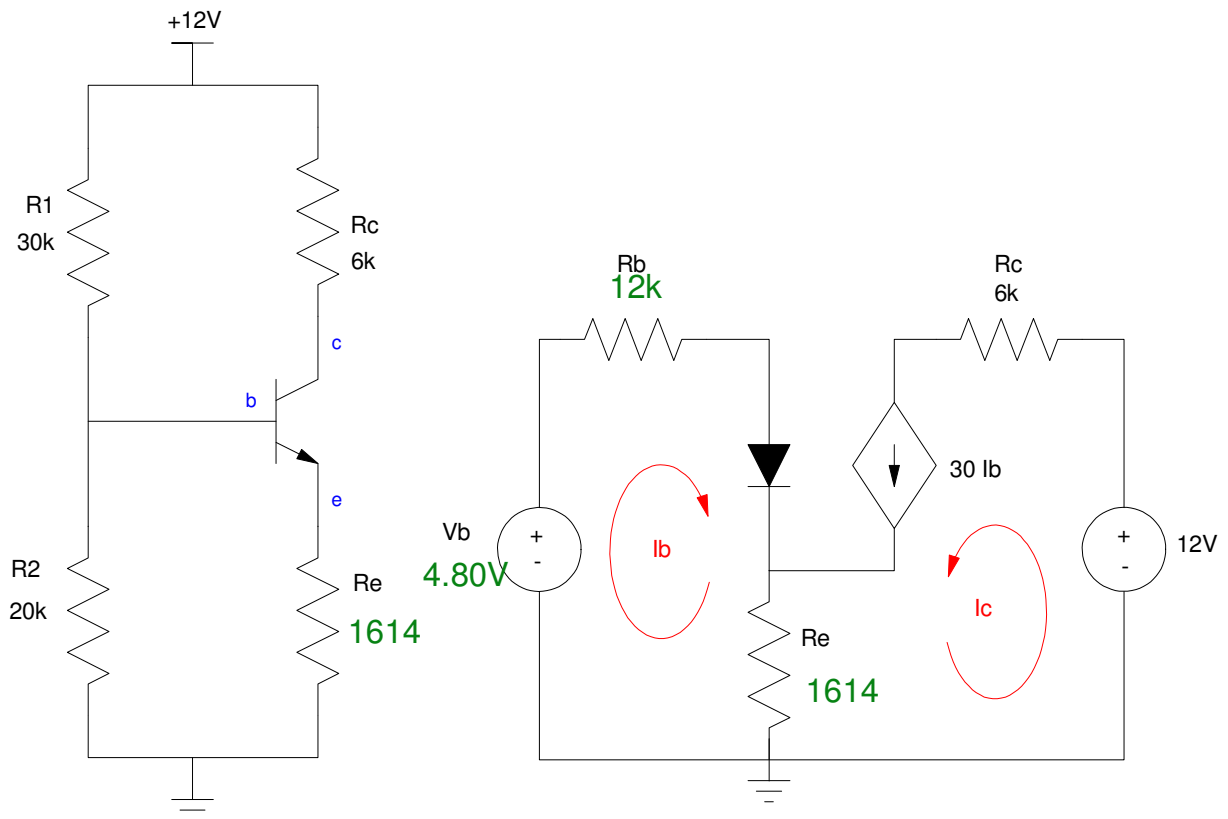 +12V
R1
30k
Rc
6k
c
b
e
R2
20k
Re
1614
Rb
12k
Rc
6k
30 Ib
Vb
4.80V
+
-
Ib
Re
1614
Ic
+
-
12V